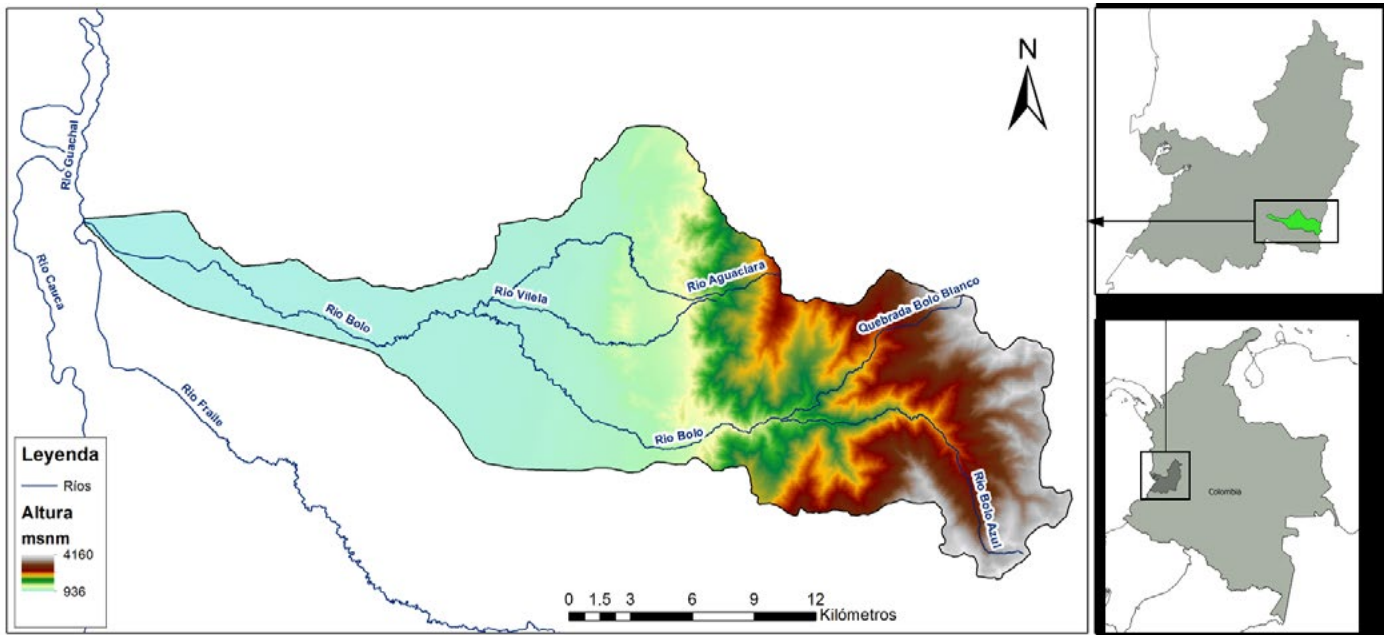 N
Río Guachal
Río Cauca
Río Bolo
Río Vilela
Río Aguaclara
Quebrada Bolo Blanco
Río Fraile
Río Bolo
Río Bolo Azul
Leyenda
Ríos
Altura
msnm
4160
936
0 1.5 3 6 9 12
Kilómetros
Colombia